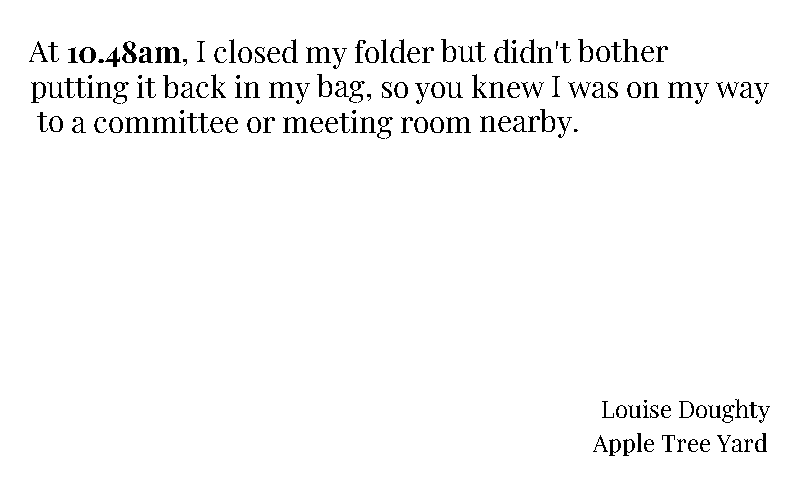 At 10.48am, I closed my folder but didn't bother
putting it back in my bag, so you knew I was on my way
to a committee or meeting room nearby.
Louise Doughty
Apple Tree Yard